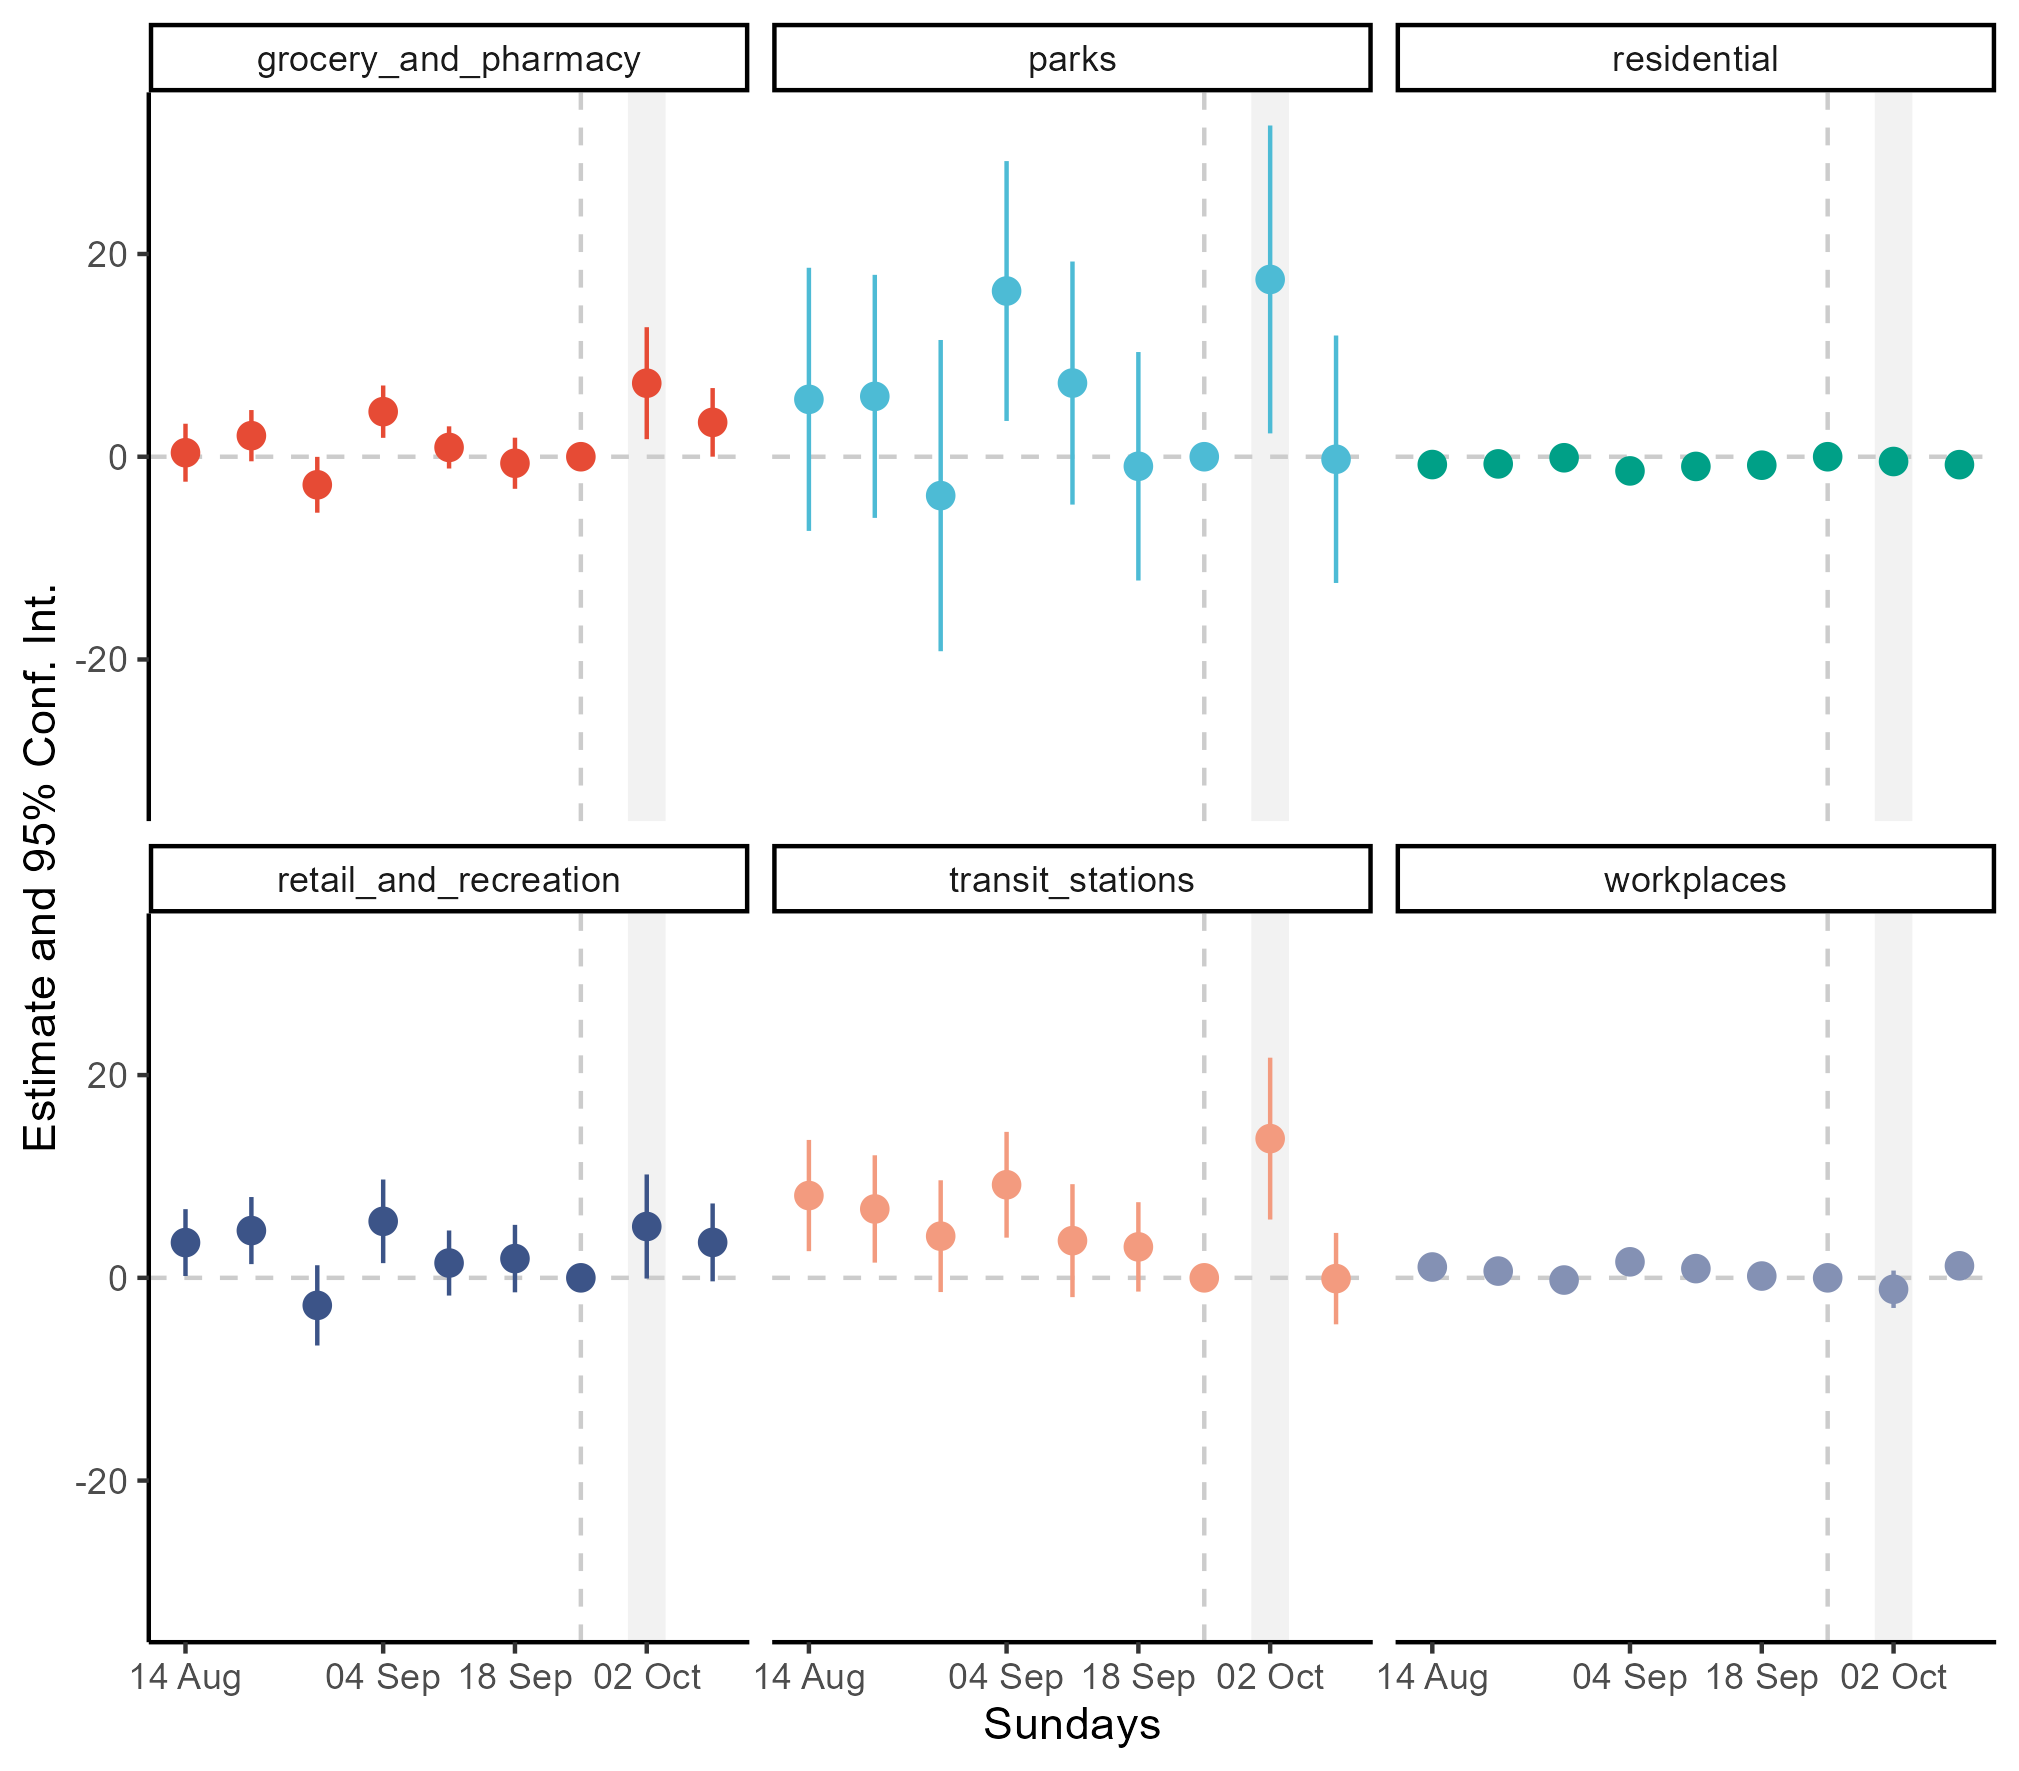 grocery_and_pharmacy
parks
residential
20
0
-20
Estimate and 95% Conf. Int.
retail_and_recreation
transit_stations
workplaces
20
0
-20
14 Aug 04 Sep 18 Sep 02 Oct
14 Aug 04 Sep 18 Sep 02 Oct
14 Aug 04 Sep 18 Sep 02 Oct
Sundays